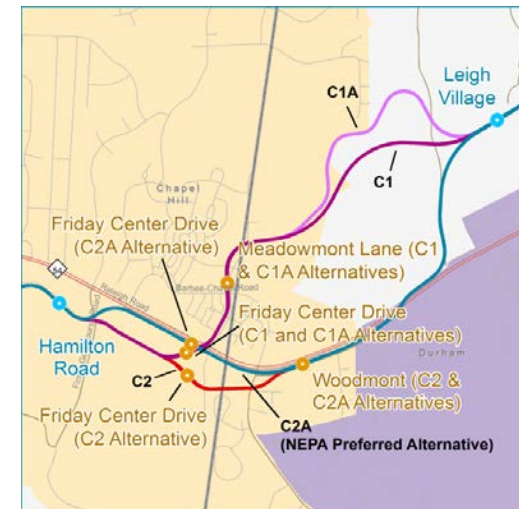 C1A
Leigh
Village
C1
Chapel
Hill
Friday Center Drive
(C2A Alternative)
Meadowmont Lane (C1
& C1A Alternatives)
54
Raleigh Road
Barbee-Chapel Road
Friday Center Drive
(C1 and C1A Alternatives)
Hamilton
Road
Durham
C2
Woodmont (C2 &
C2A Alternatives)
Friday Center Drive
(C2 Alternative)
C2A
(NEPA Preferred Alternative)